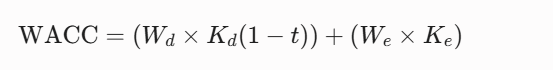 WACC = (W_d × K_d(1 − t)) + (W_e × K_e)